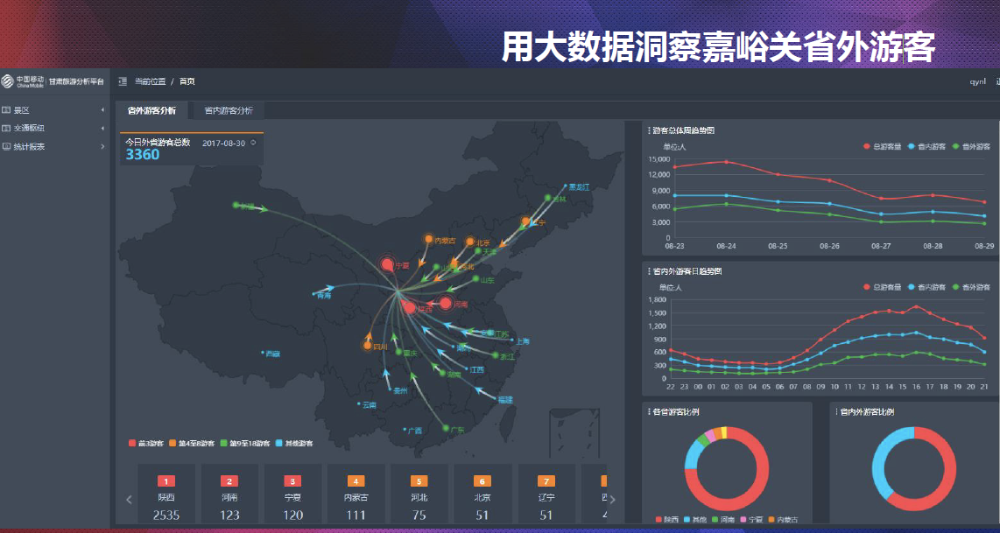 用大数据洞察嘉峪关省外游客
中国移动 China Mobile 甘肃旅游分析平台
当前位置 / 首页
qynl
景区
交通枢纽
统计报表
省外游客分析 省内游客分析
今日外省游客总数 2017-08-30
3360
黑龙江
吉林
新疆
辽宁
内蒙古
北京
天津
河北
宁夏
山东
青海
河南
陕西
江苏
上海
西藏
四川
重庆
浙江
湖南
江西
贵州
福建
云南
广西
广东
前3游客 第4至8游客 第9至18游客 其他游客
1 2 3 4 5 6 7
陕西 河南 宁夏 内蒙古 河北 北京 辽宁
2535 123 120 111 75 51 51
游客总体周趋势图
单位:人
总游客量 省内游客 省外游客
15,000
12,000
9,000
6,000
3,000
0
08-23 08-24 08-25 08-26 08-27 08-28 08-29
省内外游客日趋势图
单位:人
总游客量 省内游客 省外游客
1,800
1,500
1,200
900
600
300
0
22 23 00 01 02 03 04 05 06 07 08 09 10 11 12 13 14 15 16 17 18 19 20 21
各省游客比例
陕西 其他 河南 宁夏 内蒙古
省内外游客比例